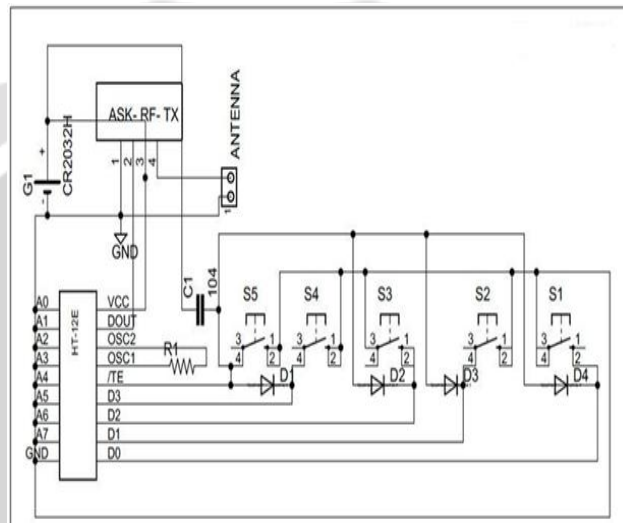 ASK- RF- TX
1 2 3 4
ANTENNA
1
+
G1
-
CR2032H
GND
C1
104
S5 S4 S3 S2 S1
3 1
4 2
3 1
4 2
3 1
4 2
3 1
4 2
3 1
4 2
HT-12E
A0 VCC
A1 DOUT
A2 OSC2
A3 OSC1
A4 /TE
A5 D3
A6 D2
A7 D1
GND D0
R1
D1 D2 D3 D4